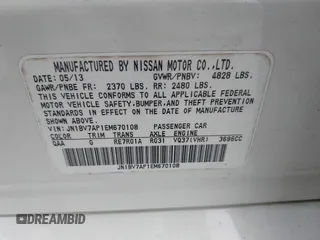 MANUFACTURED BY NISSAN MOTOR CO.,LTD.
DATE: 05/13 GVWR/PNBV: 4828 LBS.
GAWR/PNBE FR: 2370 LBS. RR: 2480 LBS.
THIS VEHICLE CONFORMS TO ALL APPLICABLE FEDERAL
MOTOR VEHICLE SAFETY, BUMPER, AND THEFT PREVENTION
STANDARDS IN EFFECT ON THE DATE OF MANUFACTURE
SHOWN ABOVE.
VIN: JN1BV7AP1EM670108 PASSENGER CAR
COLOR TRIM TRANS AXLE ENGINE
QAA G RE7R01A RG31 VQ37(VHR) 3696CC
JN1BV7AP1EM670108
© DREAMBID